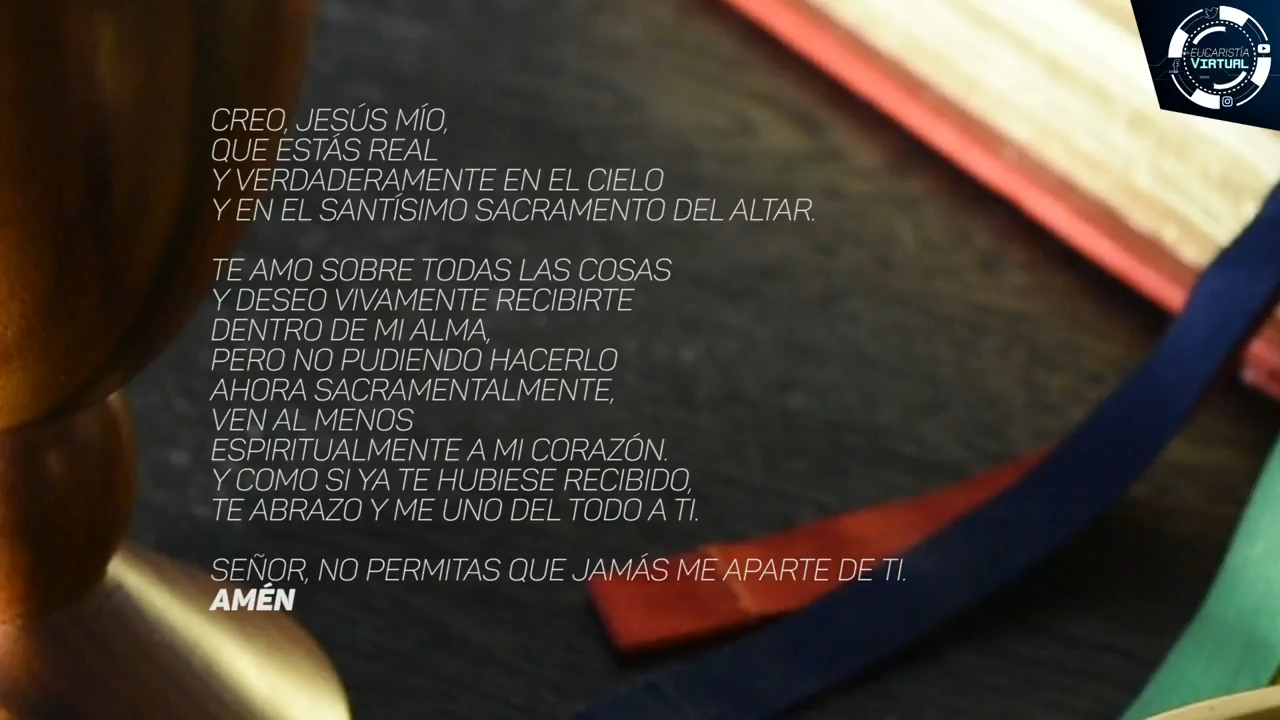 EUCARISTÍA
VIRTUAL
CREO, JESÚS MÍO,
QUE ESTÁS REAL
Y VERDADERAMENTE EN EL CIELO
Y EN EL SANTÍSIMO SACRAMENTO DEL ALTAR.
TE AMO SOBRE TODAS LAS COSAS
Y DESEO VIVAMENTE RECIBIRTE
DENTRO DE MI ALMA,
PERO NO PUDIENDO HACERLO
AHORA SACRAMENTALMENTE,
VEN AL MENOS
ESPIRITUALMENTE A MI CORAZÓN.
Y COMO SI YA TE HUBIESE RECIBIDO,
TE ABRAZO Y ME UNO DEL TODO A TI.
SEÑOR, NO PERMITAS QUE JAMÁS ME APARTE DE TI.
AMÉN